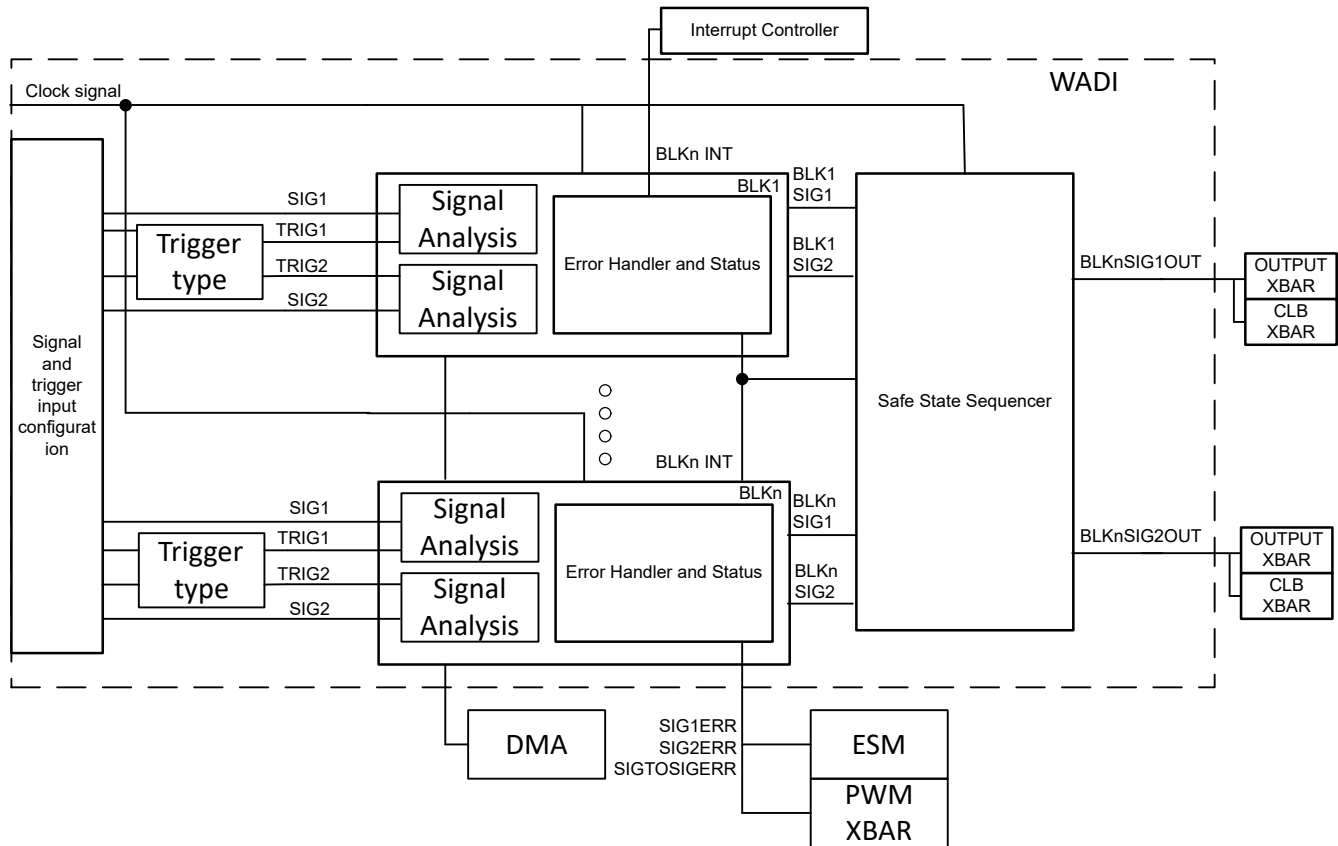 Interrupt Controller
WADI
Clock signal
BLKn INT
BLK1
BLK1
SIG1
SIG1
Signal
Analysis
Trigger
type
TRIG1
TRIG2
SIG2
Signal
Analysis
Error Handler and Status
BLK1
SIG2
BLKnSIG1OUT
OUTPUT
XBAR
CLB
XBAR
Signal
and
trigger
input
configurat
ion
Safe State Sequencer
BLKn INT
BLKn
BLKn
SIG1
SIG1
Signal
Analysis
Trigger
type
TRIG1
TRIG2
SIG2
Signal
Analysis
Error Handler and Status
BLKn
SIG2
BLKnSIG2OUT
OUTPUT
XBAR
CLB
XBAR
DMA
SIG1ERR
SIG2ERR
SIGTOSIGERR
ESM
PWM
XBAR